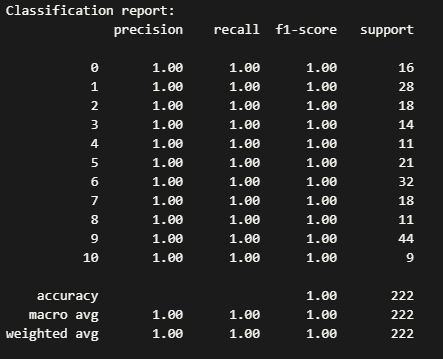 Classification report:
precision recall f1-score support
0 1.00 1.00 1.00 16
1 1.00 1.00 1.00 28
2 1.00 1.00 1.00 18
3 1.00 1.00 1.00 14
4 1.00 1.00 1.00 11
5 1.00 1.00 1.00 21
6 1.00 1.00 1.00 32
7 1.00 1.00 1.00 18
8 1.00 1.00 1.00 11
9 1.00 1.00 1.00 44
10 1.00 1.00 1.00 9
accuracy 1.00 222
macro avg 1.00 1.00 1.00 222
weighted avg 1.00 1.00 1.00 222